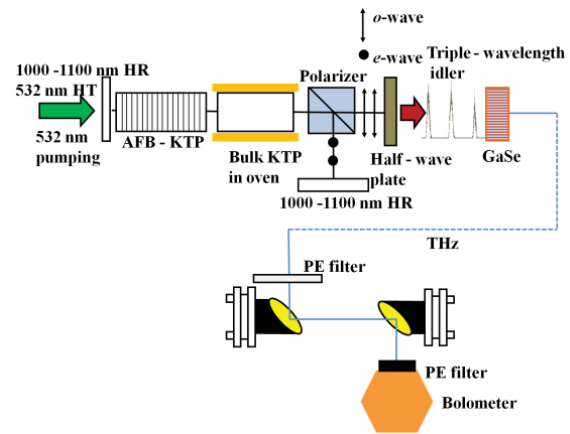 o-wave
e-wave
1000 -1100 nm HR
532 nm HT
532 nm
pumping
AFB - KTP
Bulk KTP
in oven
Polarizer
Half - wave
plate
1000 -1100 nm HR
Triple - wavelength
idler
GaSe
THz
PE filter
PE filter
Bolometer